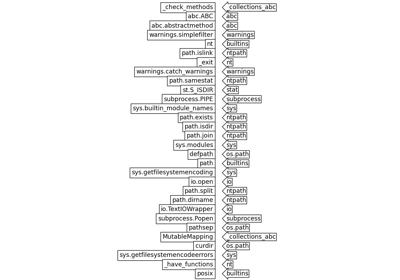 _check_methods _collections_abc
abc.ABC abc
abc.abstractmethod abc
warnings.simplefilter warnings
nt builtins
path.islink ntpath
_exit nt
warnings.catch_warnings warnings
path.samestat ntpath
st.S_ISDIR stat
subprocess.PIPE subprocess
sys.builtin_module_names sys
path.exists ntpath
path.isdir ntpath
path.join ntpath
sys.modules sys
defpath os.path
path builtins
sys.getfilesystemencoding sys
io.open io
path.split ntpath
path.dirname ntpath
io.TextIOWrapper io
subprocess.Popen subprocess
pathsep os.path
MutableMapping _collections_abc
curdir os.path
sys.getfilesystemencodeerrors sys
_have_functions nt
posix builtins